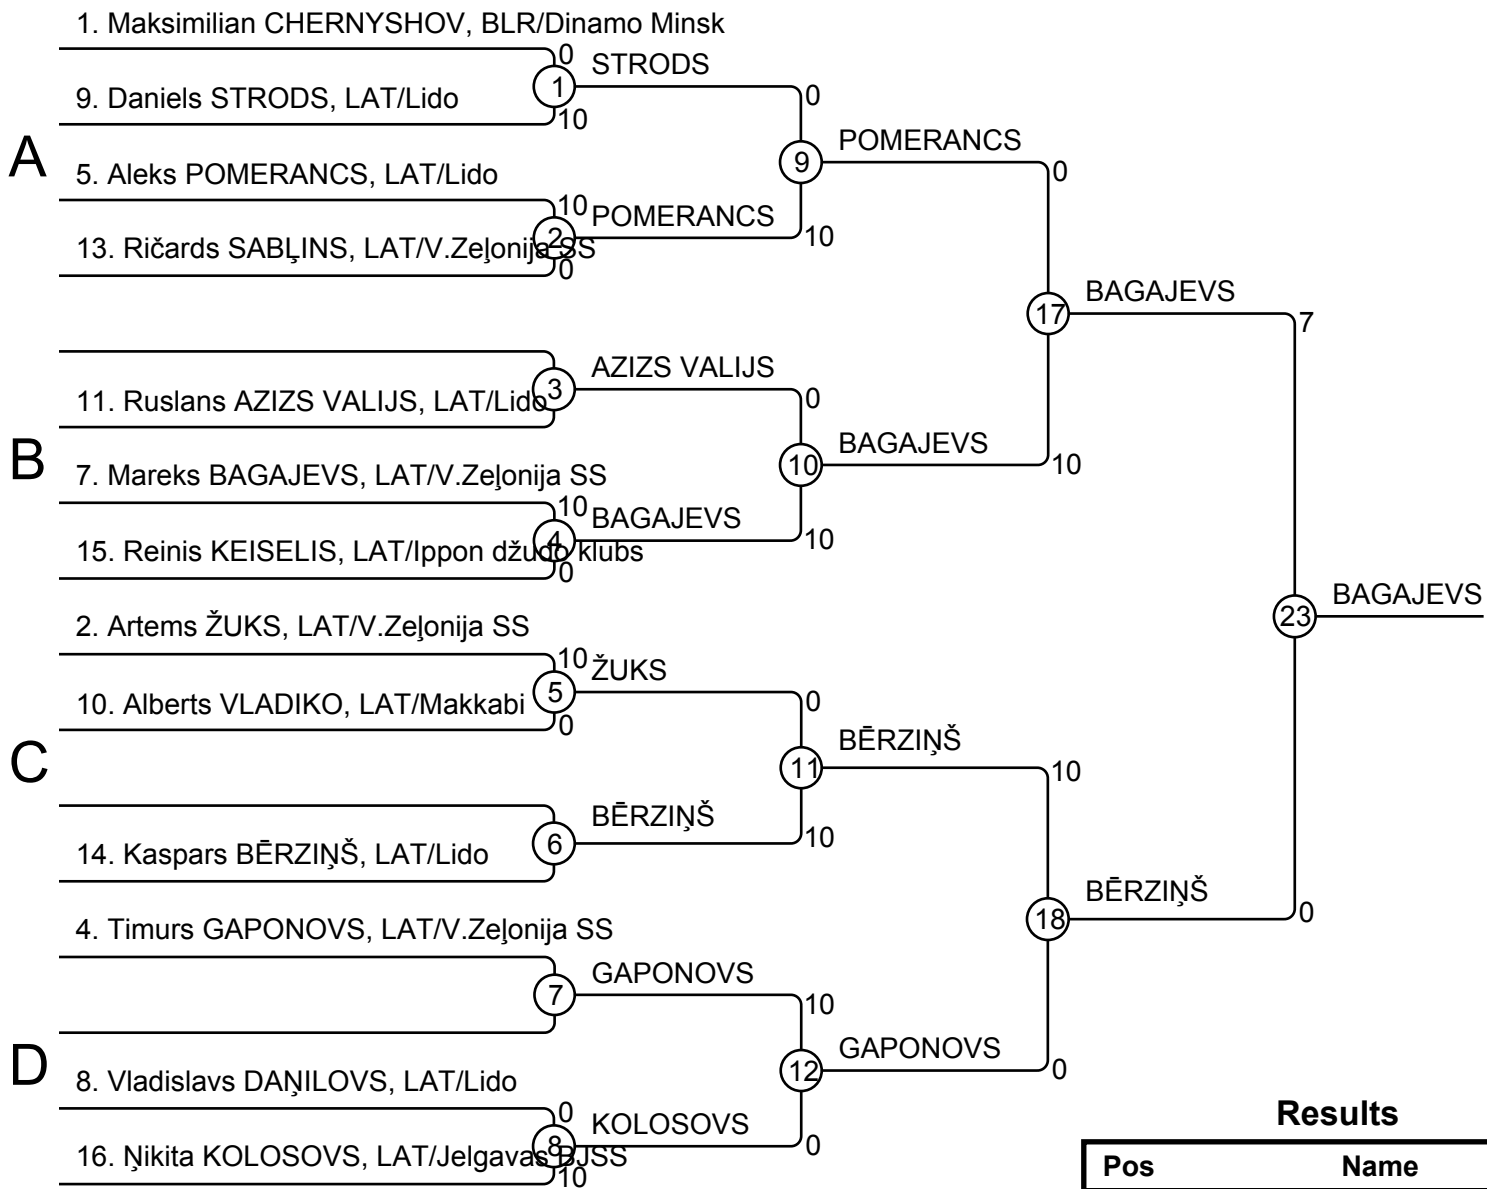 1. Maksimilian CHERNYSHOV, BLR/Dinamo Minsk
0
STRODS
1
9. Daniels STRODS, LAT/Lido
10
0
A
POMERANCS
9
5. Aleks POMERANCS, LAT/Lido
0
10
POMERANCS
2
10
13. Ričards SABĻINS, LAT/V.Zeļonija SS
0
BAGAJEVS
17
7
AZIZS VALIJS
3
11. Ruslans AZIZS VALIJS, LAT/Lido
0
B
BAGAJEVS
10
10
7. Mareks BAGAJEVS, LAT/V.Zeļonija SS
10
BAGAJEVS
4
10
15. Reinis KEISELIS, LAT/Ippon džudo klubs
0
BAGAJEVS
23
2. Artems ŽUKS, LAT/V.Zeļonija SS
10
ŽUKS
5
10. Alberts VLADIKO, LAT/Makkabi
0
0
C
BĒRZIŅŠ
11
10
BĒRZIŅŠ
6
10
14. Kaspars BĒRZIŅŠ, LAT/Lido
BĒRZIŅŠ
18
0
4. Timurs GAPONOVS, LAT/V.Zeļonija SS
GAPONOVS
7
10
D
GAPONOVS
12
0
8. Vladislavs DAŅILOVS, LAT/Lido
0
KOLOSOVS
8
0
16. Ņikita KOLOSOVS, LAT/Jelgavas BJSS
10
Results
Pos Name